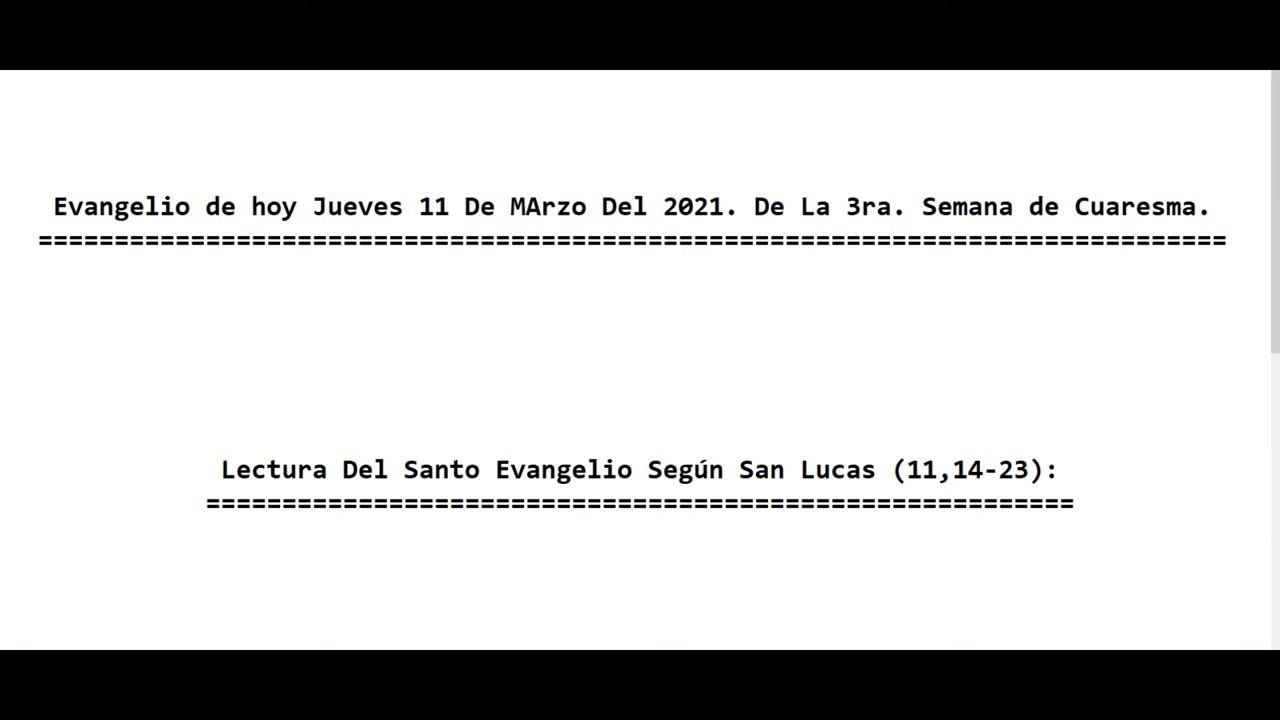 Evangelio de hoy Jueves 11 De MArzo Del 2021. De La 3ra. Semana de Cuaresma.
==============================================================================
Lectura Del Santo Evangelio Según San Lucas (11,14-23):
=========================================================